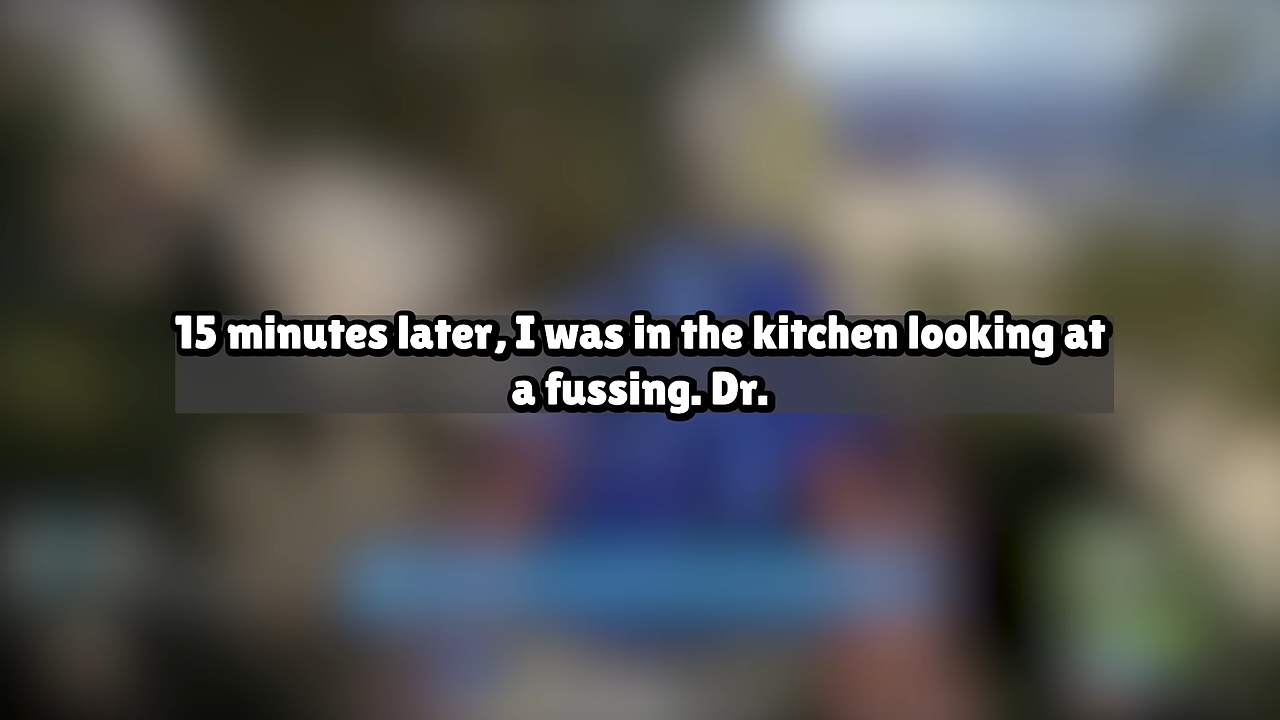 15 minutes later, I was in the kitchen looking at
a fussing. Dr.